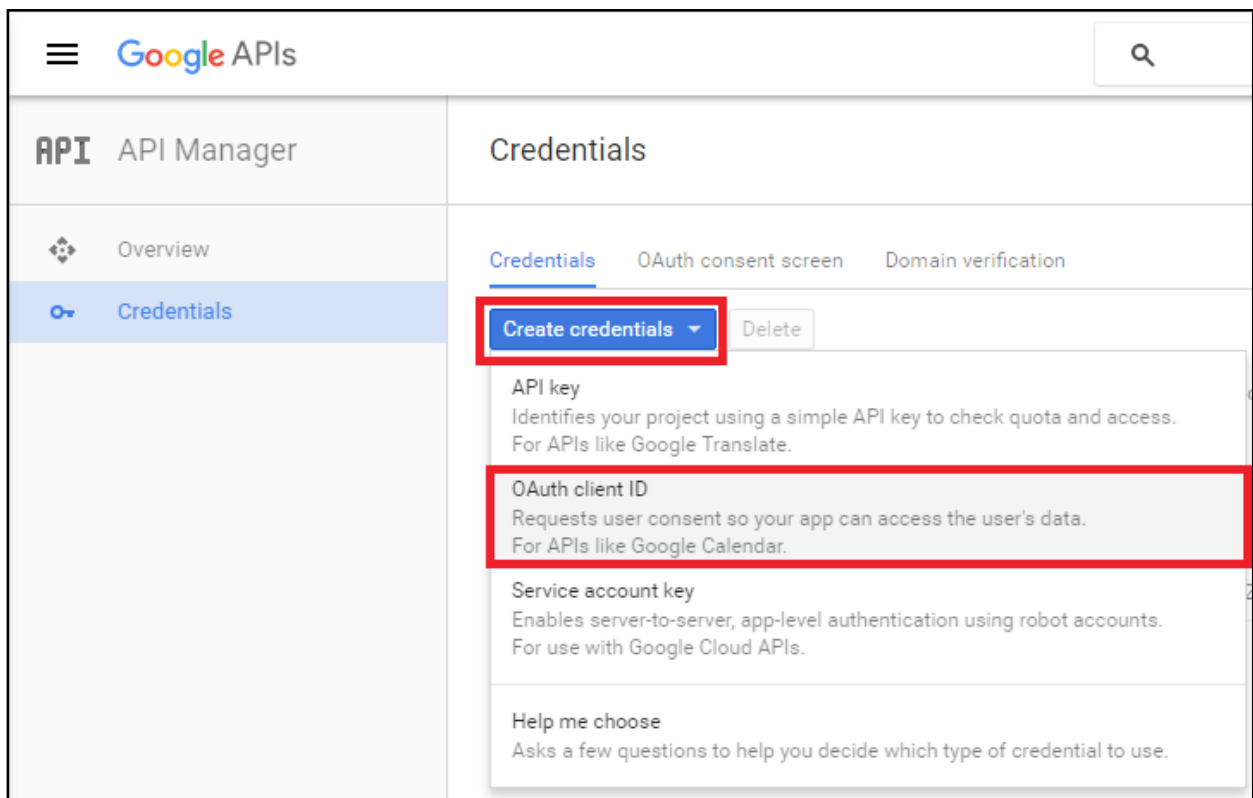 Google APIs
API API Manager
Credentials
Overview
Credentials
Credentials OAuth consent screen Domain verification
Create credentials Delete
API key
Identifies your project using a simple API key to check quota and access.
For APIs like Google Translate.
OAuth client ID
Requests user consent so your app can access the user's data.
For APIs like Google Calendar.
Service account key
Enables server-to-server, app-level authentication using robot accounts.
For use with Google Cloud APIs.
Help me choose
Asks a few questions to help you decide which type of credential to use.